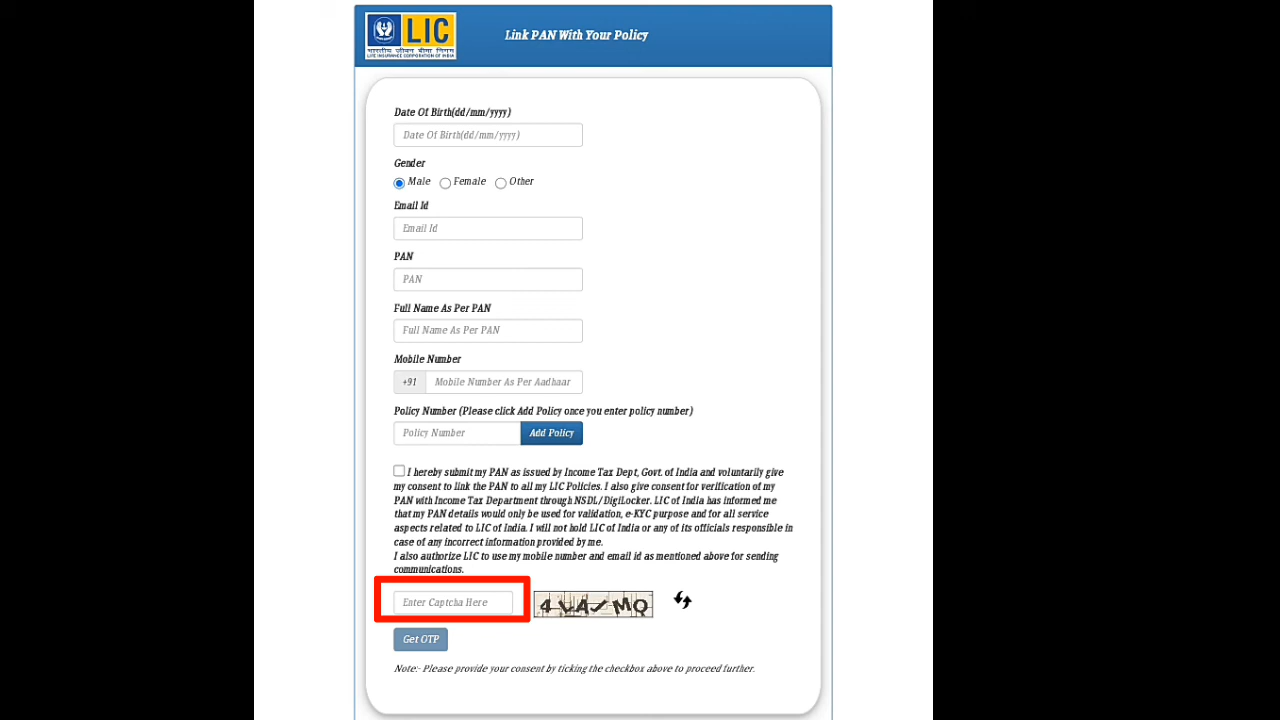 LIC
भारतीय जीवन बीमा निगम
LIFE INSURANCE CORPORATION OF INDIA
Link PAN With Your Policy
Date Of Birth(dd/mm/yyyy)
Date Of Birth(dd/mm/yyyy)
Gender
Male Female Other
Email Id
Email Id
PAN
PAN
Full Name As Per PAN
Full Name As Per PAN
Mobile Number
+91 Mobile Number As Per Aadhaar
Policy Number (Please click Add Policy once you enter policy number)
Policy Number Add Policy
I hereby submit my PAN as issued by Income Tax Dept, Govt. of India and voluntarily give
my consent to link the PAN to all my LIC Policies. I also give consent for verification of my
PAN with Income Tax Department through NSDL/DigiLocker. LIC of India has informed me
that my PAN details would only be used for validation, e-KYC purpose and for all service
aspects related to LIC of India. I will not hold LIC of India or any of its officials responsible in
case of any incorrect information provided by me.
I also authorize LIC to use my mobile number and email id as mentioned above for sending
communications.
Enter Captcha Here
Get OTP
Note:- Please provide your consent by ticking the checkbox above to proceed further.